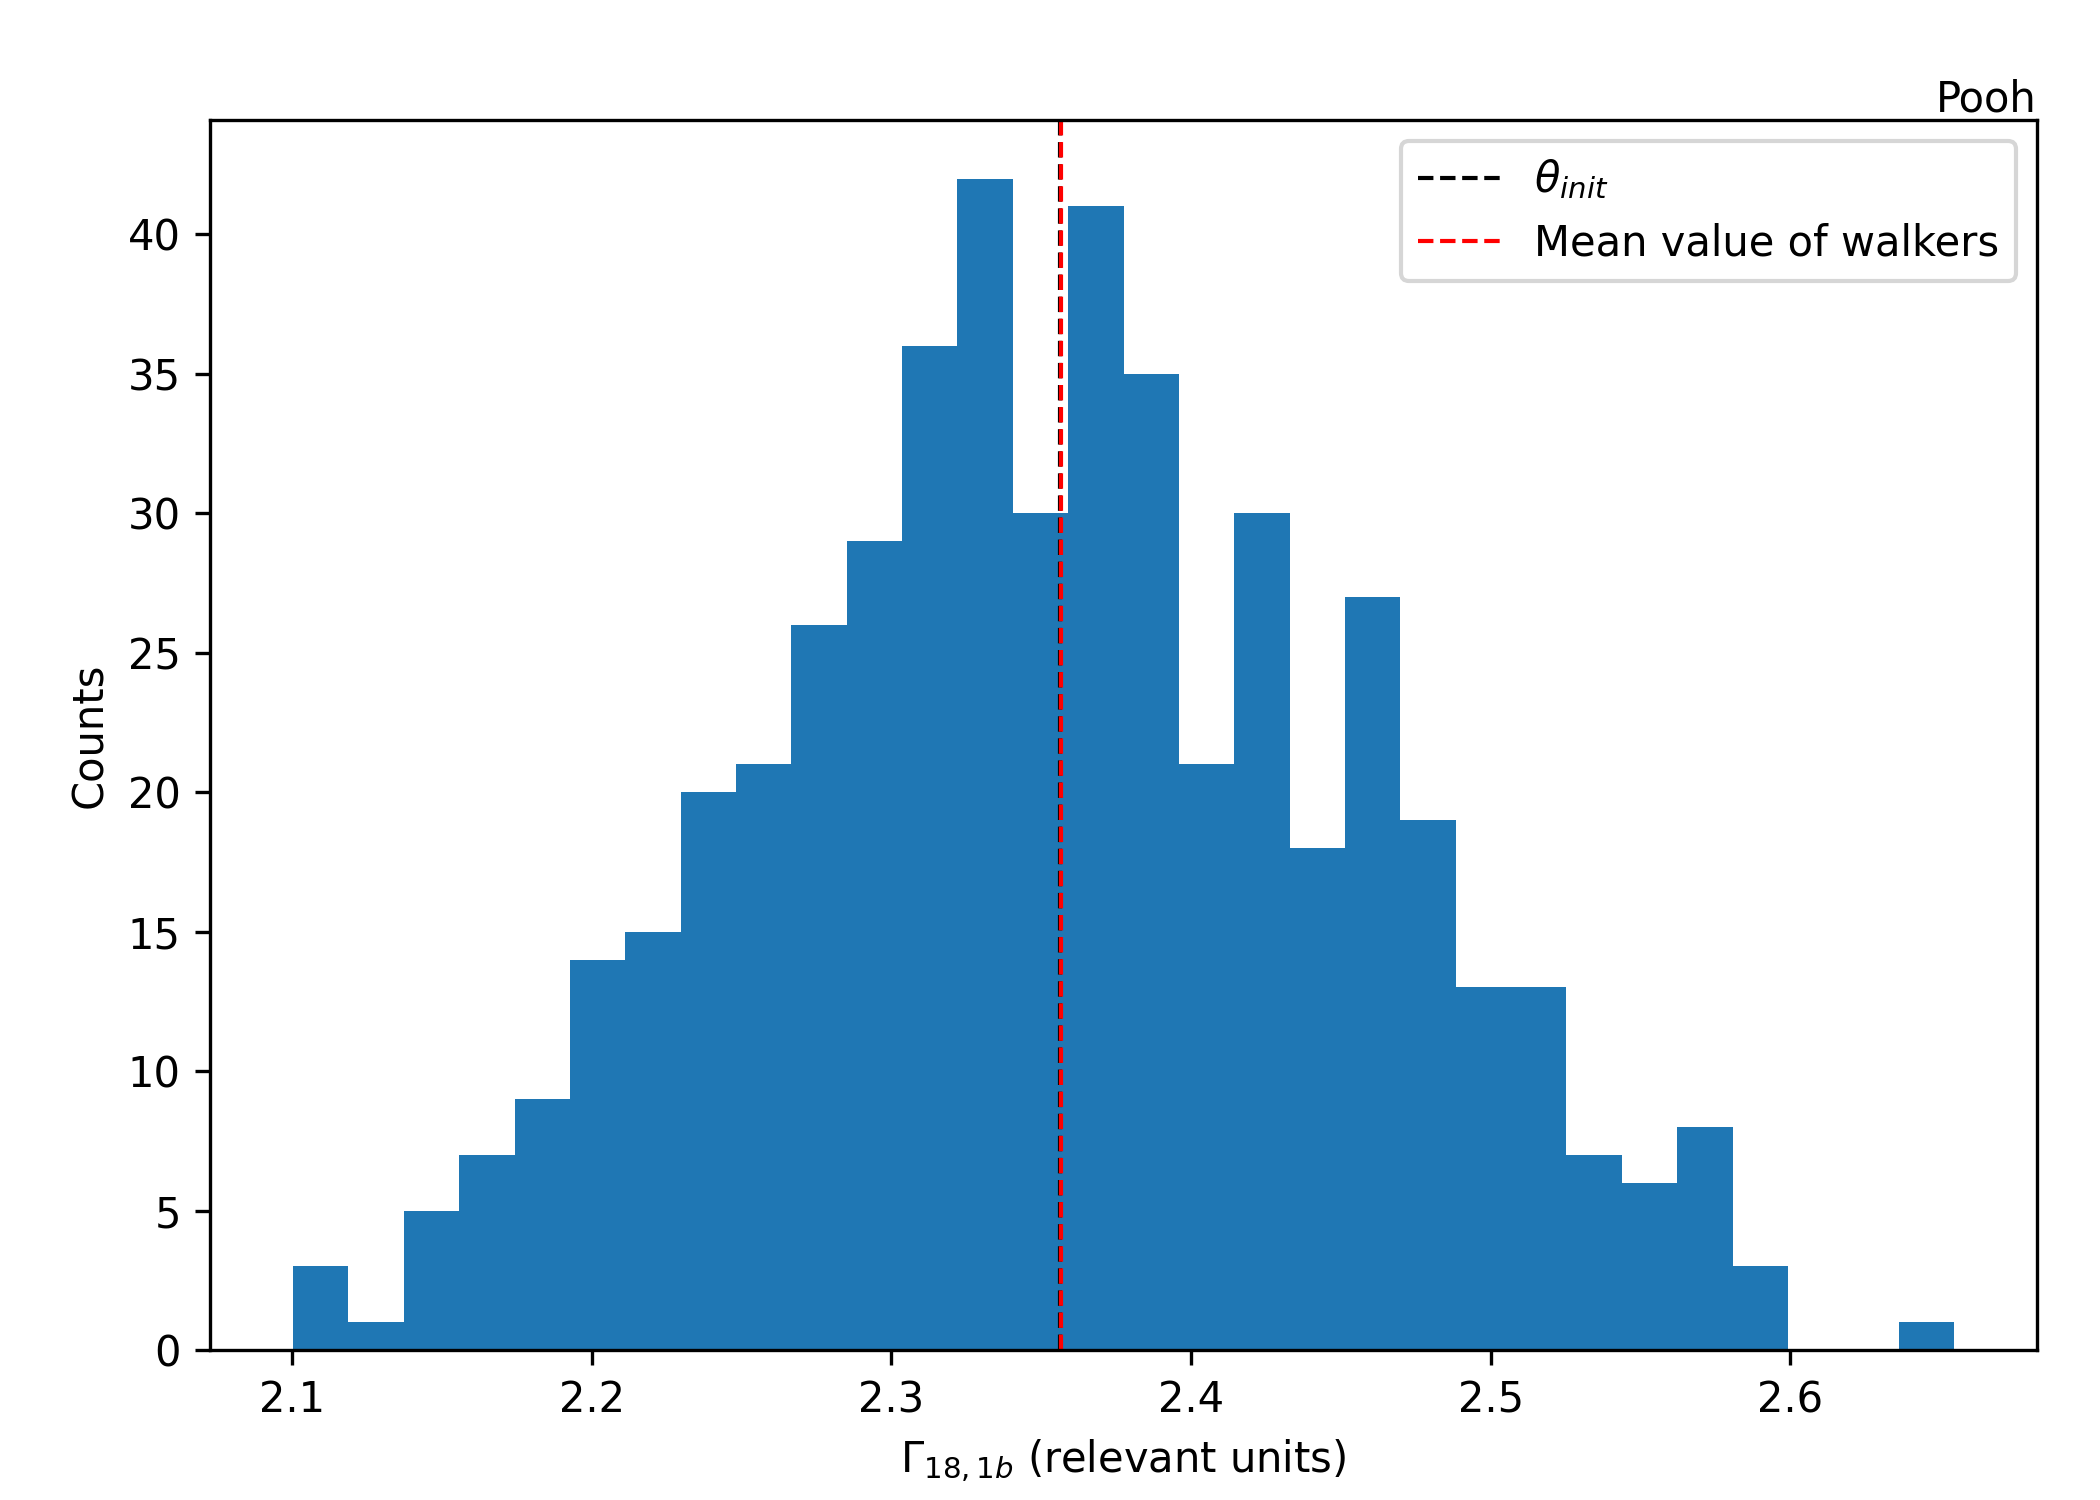 Pooh
θ_init
Mean value of walkers
40
35
30
25
20
15
10
5
0
Counts
2.1 2.2 2.3 2.4 2.5 2.6
Γ_18,1b (relevant units)